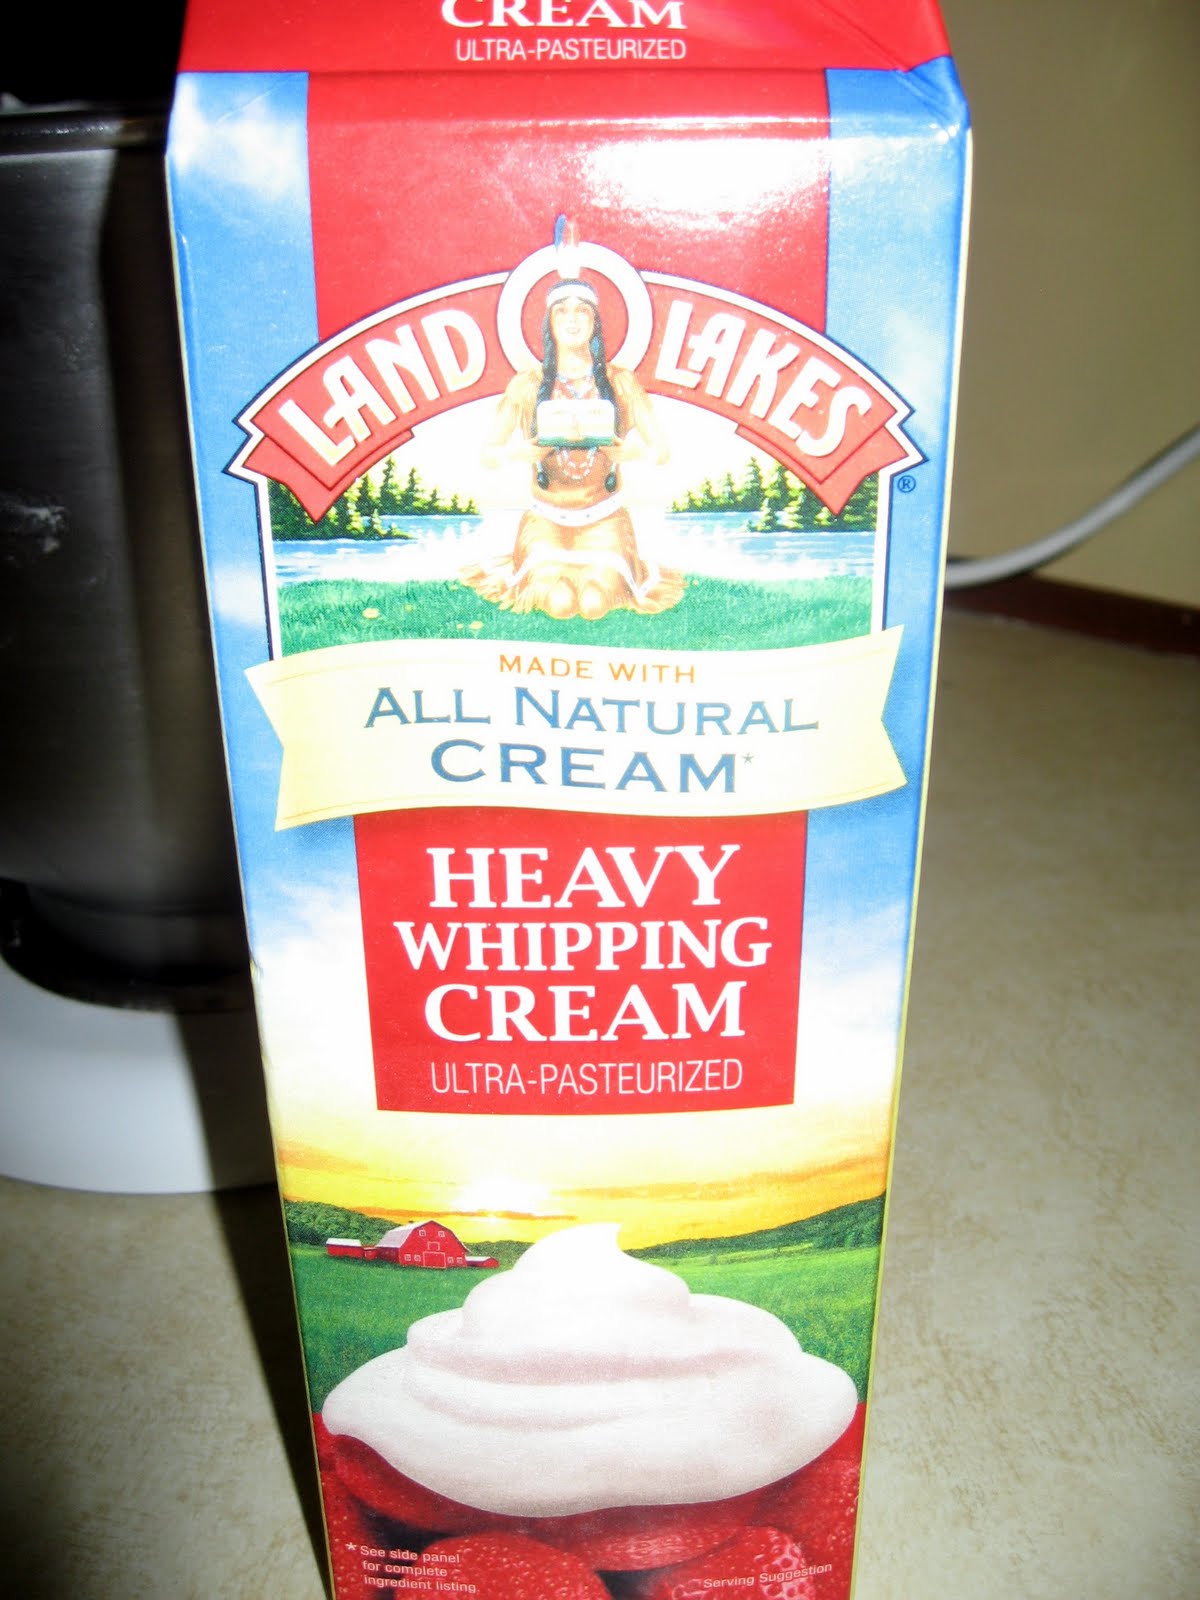 CREAM
ULTRA-PASTEURIZED
LAND O LAKES
®
MADE WITH
ALL NATURAL
CREAM*
HEAVY
WHIPPING
CREAM
ULTRA-PASTEURIZED
* See side panel
for complete
ingredient listing
Serving Suggestion